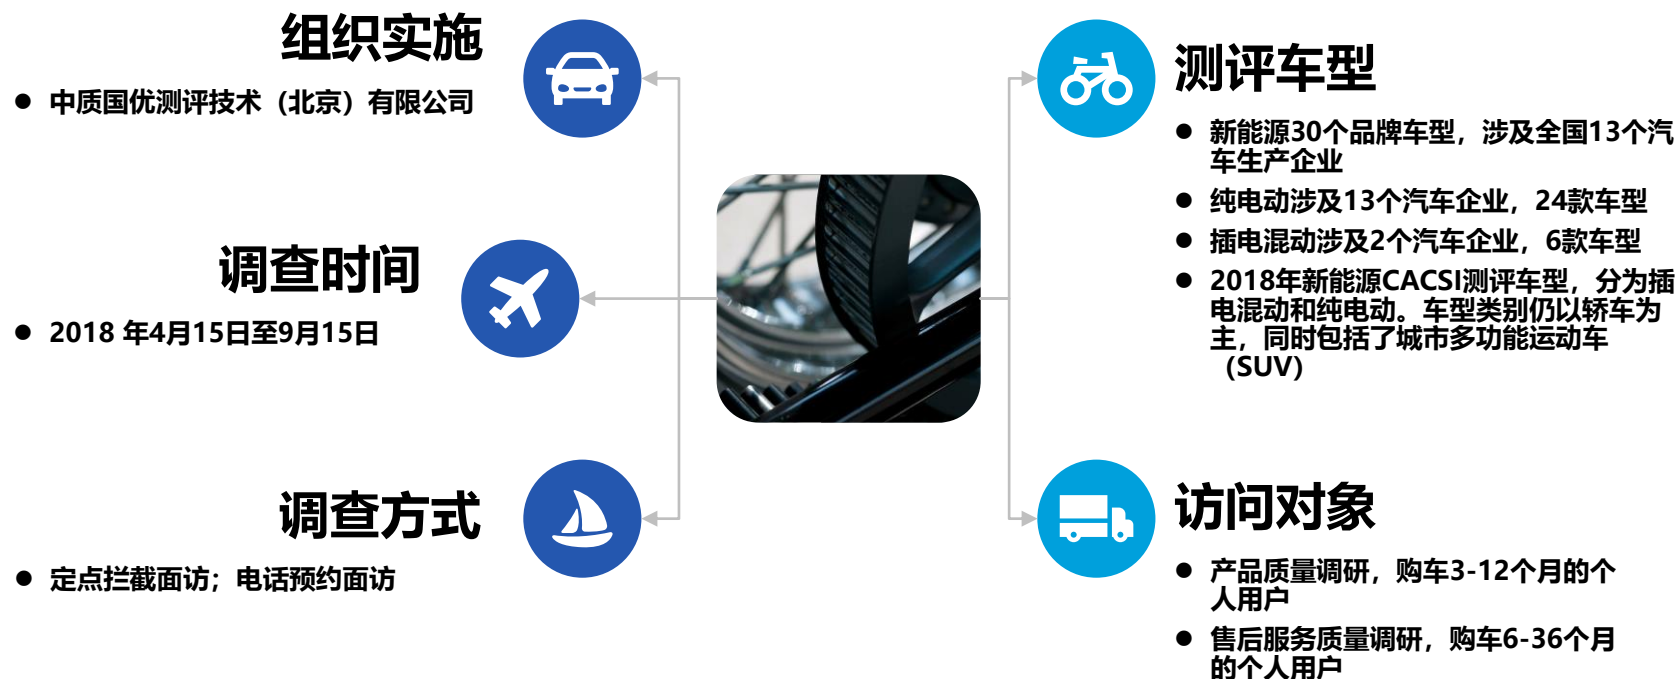 组织实施
中质国优测评技术（北京）有限公司
调查时间
2018 年4月15日至9月15日
调查方式
定点拦截面访；电话预约面访
测评车型
新能源30个品牌车型，涉及全国13个汽
车生产企业
纯电动涉及13个汽车企业，24款车型
插电混动涉及2个汽车企业，6款车型
2018年新能源CACSI测评车型，分为插
电混动和纯电动。车型类别仍以轿车为
主，同时包括了城市多功能运动车
（SUV）
访问对象
产品质量调研，购车3-12个月的个
人用户
售后服务质量调研，购车6-36个月
的个人用户